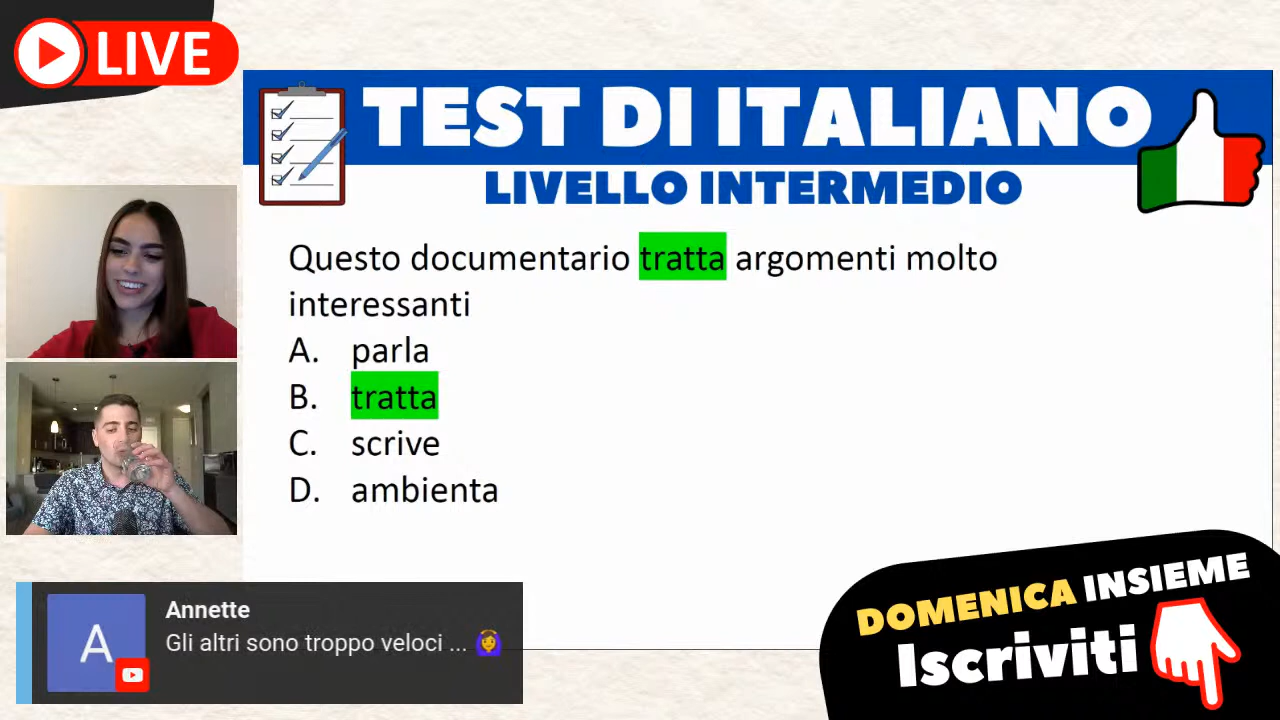 LIVE
TEST DI ITALIANO
LIVELLO INTERMEDIO
Questo documentario tratta argomenti molto
interessanti
A. parla
B. tratta
C. scrive
D. ambienta
A
Annette
Gli altri sono troppo veloci ... 🙆‍♀️
DOMENICA INSIEME
Iscriviti